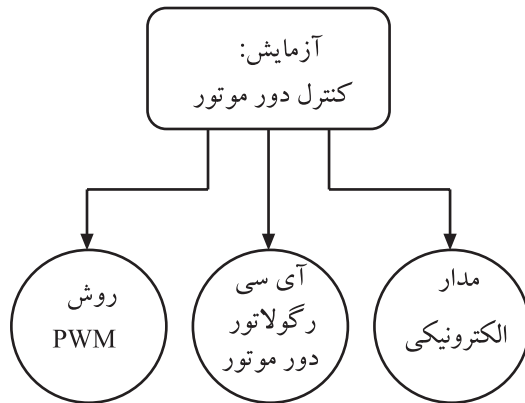 آزمایش:
کنترل دور موتور
مدار
الکترونیکی
آی سی
رگولاتور
دور موتور
روش
PWM